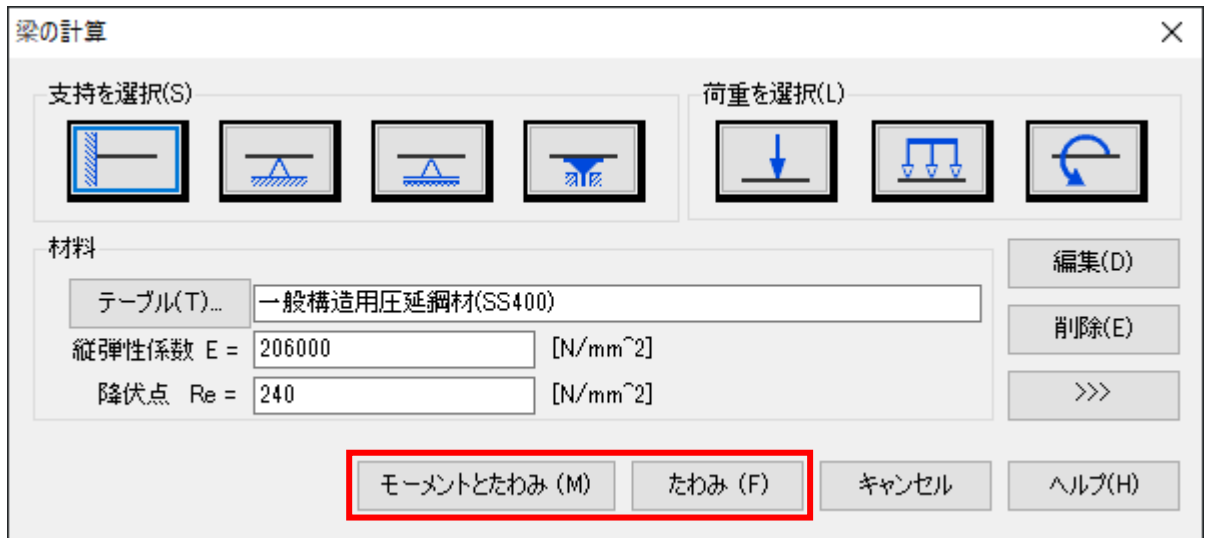 梁の計算
支持を選択(S)
荷重を選択(L)
材料
編集(D)
テーブル(T)...
一般構造用圧延鋼材(SS400)
削除(E)
縦弾性係数 E =
206000
[N/mm^2]
降伏点 Re =
240
[N/mm^2]
>>>
モーメントとたわみ (M)
たわみ (F)
キャンセル
ヘルプ(H)